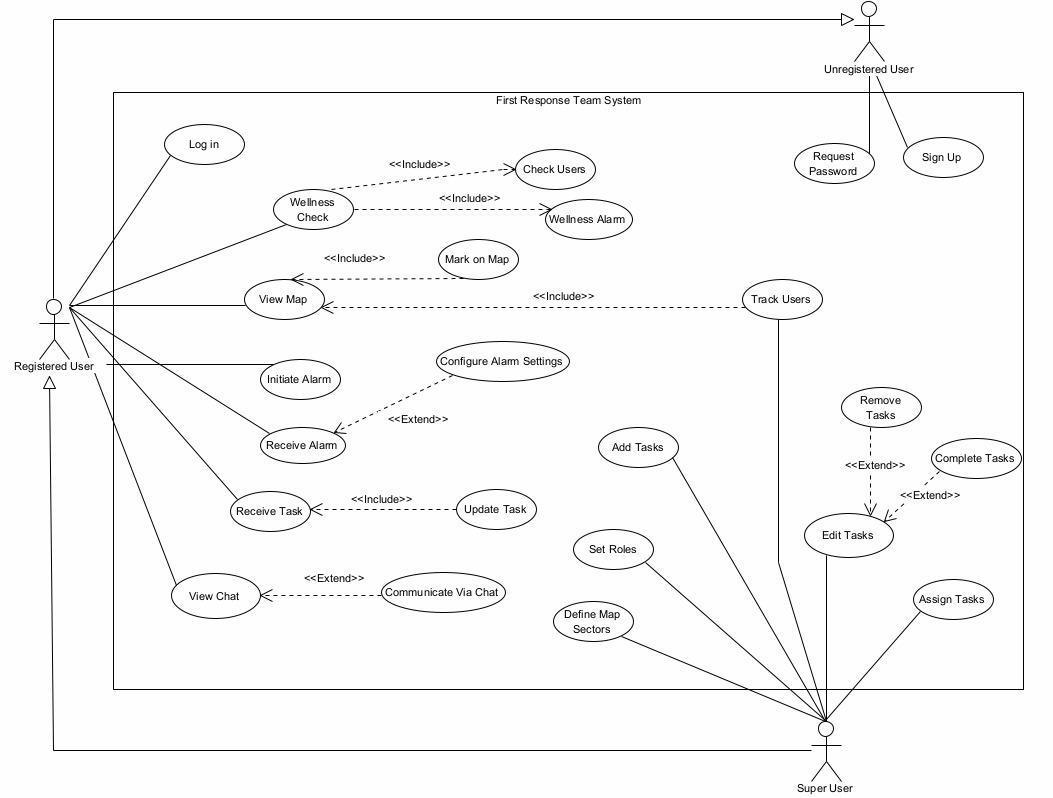 Unregistered User
First Response Team System
Log in
Request
Password
Sign Up
<<Include>>
Check Users
Wellness
Check
<<Include>>
Wellness Alarm
<<Include>>
Mark on Map
View Map
<<Include>>
Track Users
Registered User
Initiate Alarm
Configure Alarm Settings
<<Extend>>
Receive Alarm
Remove
Tasks
Add Tasks
<<Extend>>
Complete Tasks
<<Extend>>
Receive Task
<<Include>>
Update Task
Edit Tasks
Set Roles
View Chat
<<Extend>>
Communicate Via Chat
Define Map
Sectors
Assign Tasks
Super User